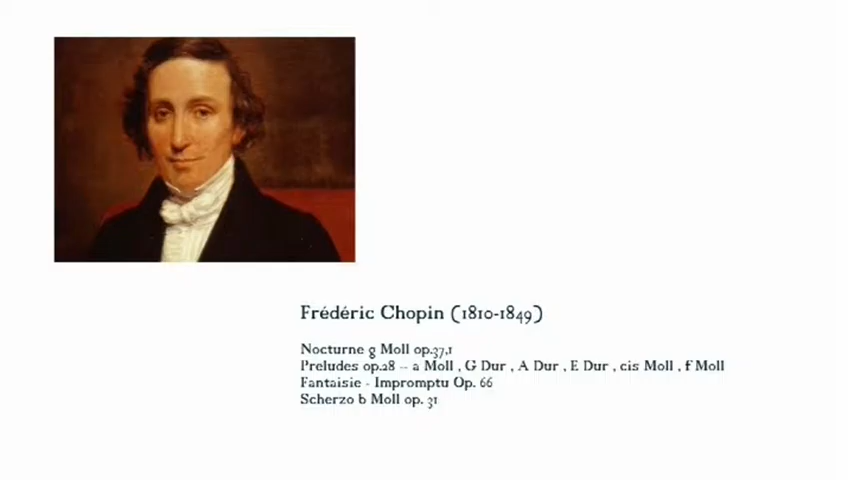 Frédéric Chopin (1810-1849)
Nocturne g Moll op.37,1
Preludes op.28 – a Moll , G Dur , A Dur , E Dur , cis Moll , f Moll
Fantaisie - Impromptu Op. 66
Scherzo b Moll op. 31